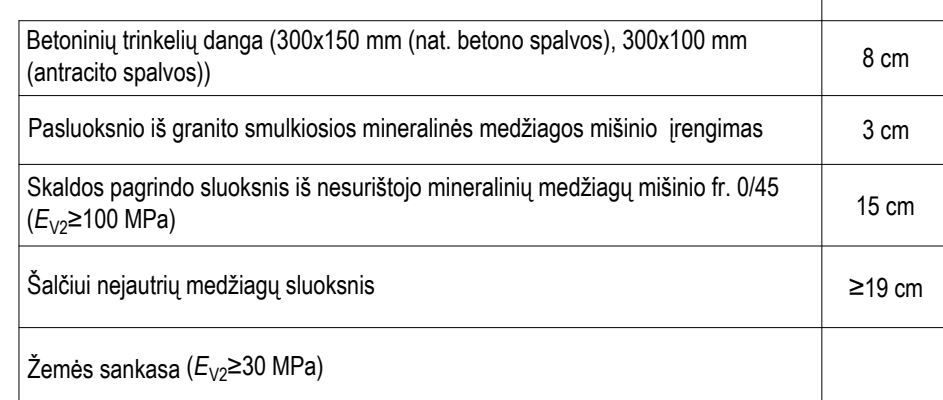 Betoninių trinkelių danga (300x150 mm (nat. betono spalvos), 300x100 mm
(antracito spalvos))
8 cm
Pasluoksnio iš granito smulkiosios mineralinės medžiagos mišinio įrengimas
3 cm
Skaldos pagrindo sluoksnis iš nesurištojo mineralinių medžiagų mišinio fr. 0/45
(EV2≥100 MPa)
15 cm
Šalčiui nejautrių medžiagų sluoksnis
≥19 cm
Žemės sankasa (EV2≥30 MPa)